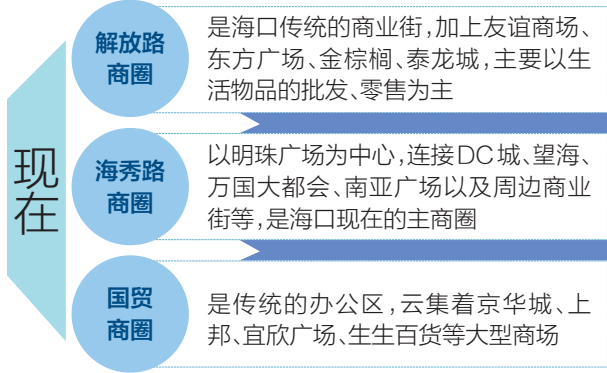 现在
解放路
商圈
是海口传统的商业街,加上友谊商场、
东方广场、金棕榈、泰龙城,主要以生
活物品的批发、零售为主
海秀路
商圈
以明珠广场为中心,连接DC城、望海、
万国大都会、南亚广场以及周边商业
街等,是海口现在的主商圈
国贸
商圈
是传统的办公区,云集着京华城、上
邦、宜欣广场、生生百货等大型商场